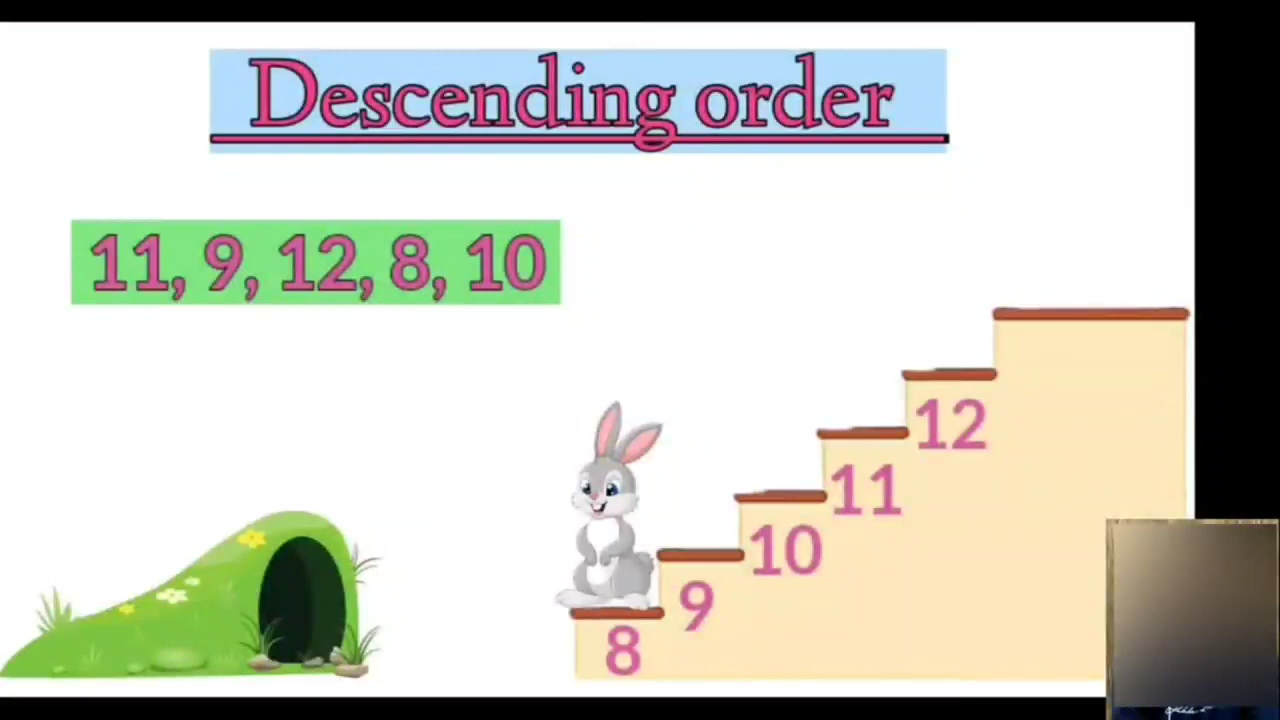 Descending order
11, 9, 12, 8, 10
12
11
10
9
8